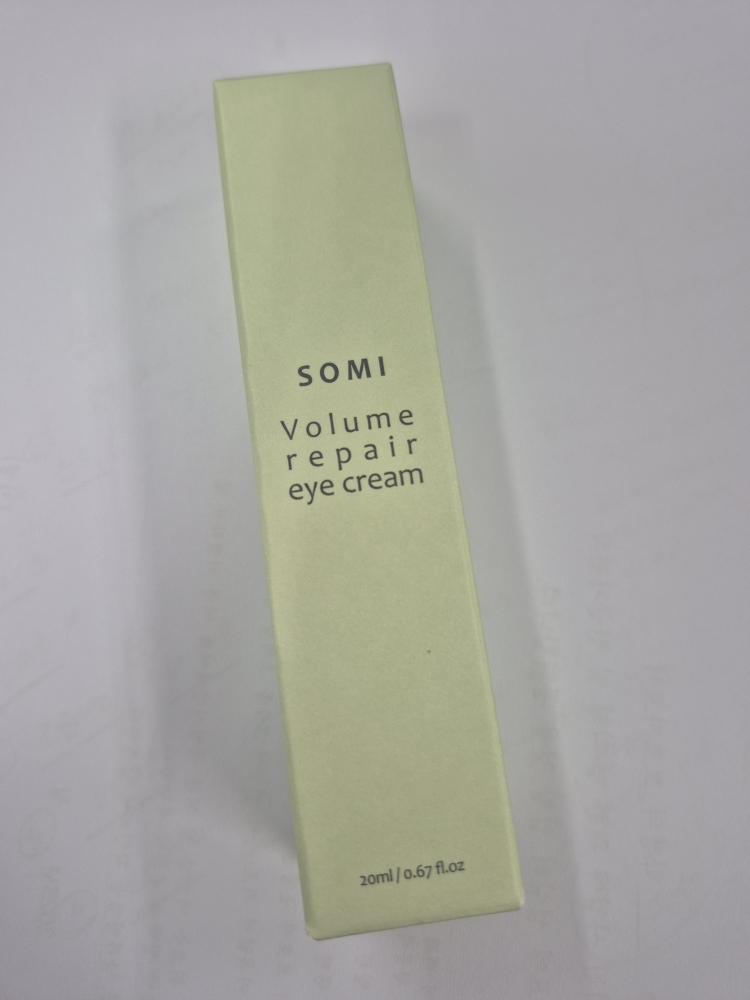 SOMI
Volume
repair
eye cream
20ml / 0.67 fl.oz